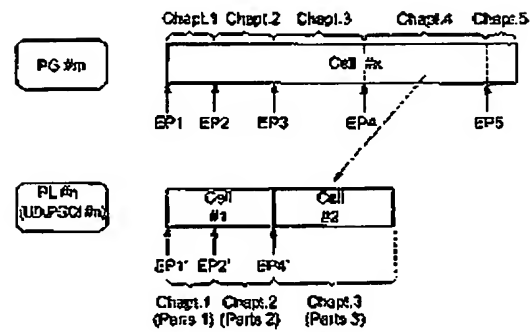 Chapt.1 Chapt.2 Chapt.3 Chapt.4 Chapt.5
PG #m
Cell #k
EP1 EP2 EP3 EP4 EP5
PL #n
(UD_PGCI #n)
Cell
#1
Cell
#2
EP1' EP2' EP4'
Chapt.1 Chapt.2 Chapt.3
(Parts 1) (Parts 2) (Parts 3)